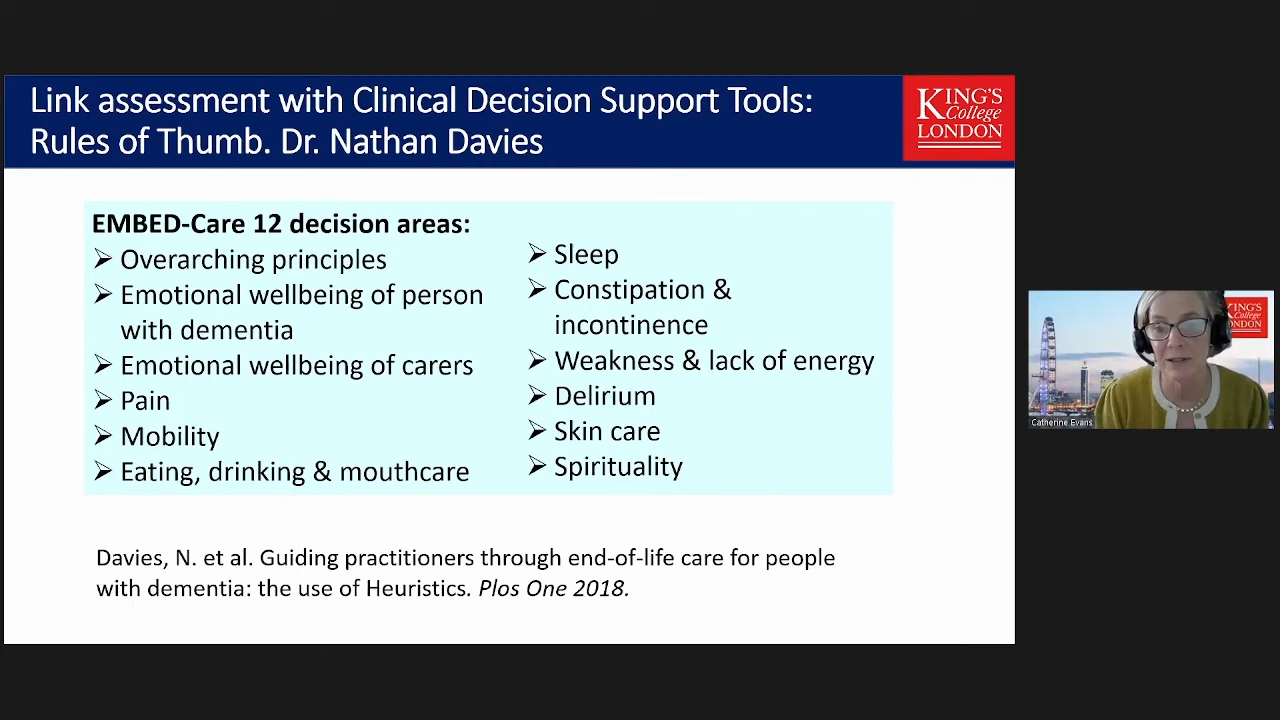 Link assessment with Clinical Decision Support Tools:
Rules of Thumb. Dr. Nathan Davies
KING'S
College
LONDON
EMBED-Care 12 decision areas:
➢ Overarching principles
➢ Emotional wellbeing of person
with dementia
➢ Emotional wellbeing of carers
➢ Pain
➢ Mobility
➢ Eating, drinking & mouthcare
➢ Sleep
➢ Constipation &
incontinence
➢ Weakness & lack of energy
➢ Delirium
➢ Skin care
➢ Spirituality
Davies, N. et al. Guiding practitioners through end-of-life care for people
with dementia: the use of Heuristics. Plos One 2018.
Catherine Evans